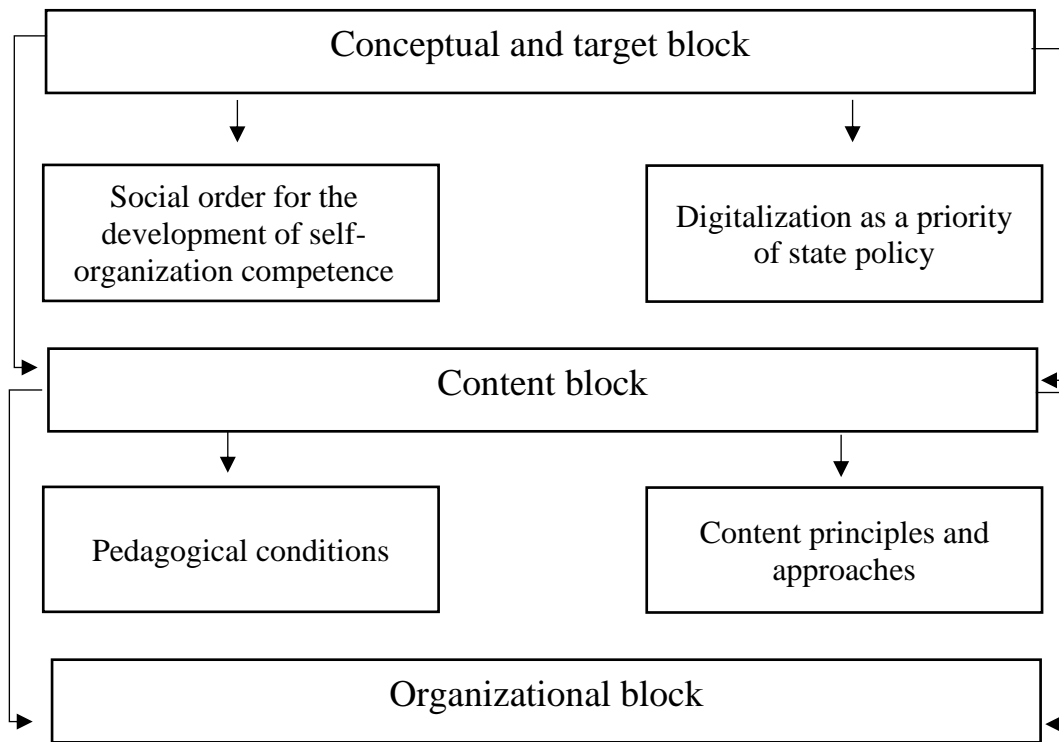 Conceptual and target block
Social order for the
development of self-
organization competence
Digitalization as a priority
of state policy
Content block
Pedagogical conditions
Content principles and
approaches
Organizational block